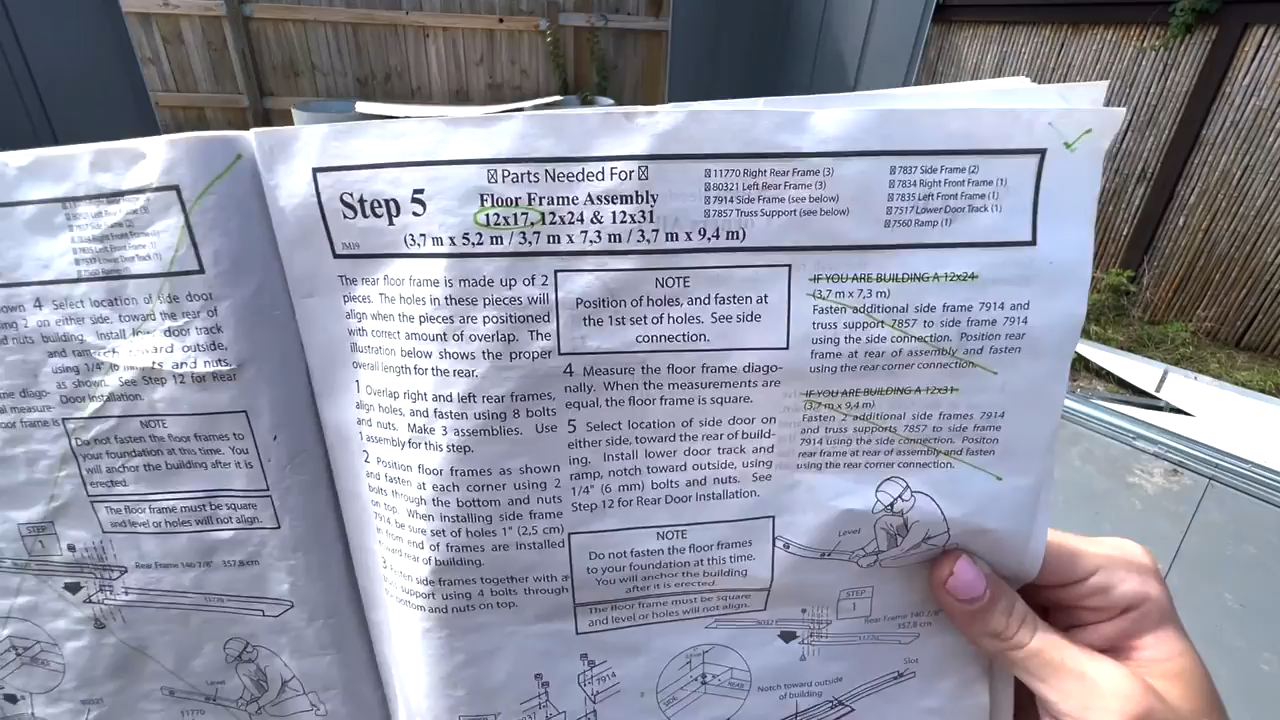 own 4 Select location of side door
ing 2 on either side, toward the rear of
d nuts building. Install low door track
and ramp toward outside,
using 1/4" (6 mm) bolts and nuts,
as shown. See Step 12 for Rear
me diago- Door Installation.
al measure-
oor frame is
NOTE
Do not fasten the floor frames to
your foundation at this time. You
will anchor the building after it is
erected.
The floor frame must be square
and level or holes will not align.
STEP
1
Rear Frame 140 7/8" 357,8 cm
11770
Level
11770
Step 5
JM19
Parts Needed For
Floor Frame Assembly
12x17, 12x24 & 12x31
(3,7 m x 5,2 m / 3,7 m x 7,3 m / 3,7 m x 9,4 m)
11770 Right Rear Frame (3)
80321 Left Rear Frame (3)
7914 Side Frame (see below)
7857 Truss Support (see below)
7837 Side Frame (2)
7834 Right Front Frame (1)
7835 Left Front Frame (1)
7517 Lower Door Track (1)
7560 Ramp (1)
The rear floor frame is made up of 2
pieces. The holes in these pieces will
align when the pieces are positioned
with correct amount of overlap. The
illustration below shows the proper
overall length for the rear.
1 Overlap right and left rear frames,
align holes, and fasten using 8 bolts
and nuts. Make 3 assemblies. Use
1 assembly for this step.
2 Position floor frames as shown
and fasten at each corner using 2
bolts through the bottom and nuts
on top. When installing side frame
7914 be sure set of holes 1" (2,5 cm)
in from end of frames are installed
toward rear of building.
3 Fasten side frames together with a
support using 4 bolts through
bottom and nuts on top.
NOTE
Position of holes, and fasten at
the 1st set of holes. See side
connection.
4 Measure the floor frame diago-
nally. When the measurements are
equal, the floor frame is square.
5 Select location of side door on
either side, toward the rear of build-
ing. Install lower door track and
ramp, notch toward outside, using
1/4" (6 mm) bolts and nuts. See
Step 12 for Rear Door Installation.
NOTE
Do not fasten the floor frames
to your foundation at this time.
You will anchor the building
after it is erected.
The floor frame must be square
and level or holes will not align.
IF YOU ARE BUILDING A 12x24
(3,7 m x 7,3 m)
Fasten additional side frame 7914 and
truss support 7857 to side frame 7914
using the side connection. Position rear
frame at rear of assembly and fasten
using the rear corner connection.
IF YOU ARE BUILDING A 12x31
(3,7 m x 9,4 m)
Fasten 2 additional side frames 7914
and truss supports 7857 to side frame
7914 using the side connection. Positon
rear frame at rear of assembly and fasten
using the rear corner connection.
Level
STEP
1
Rear Frame 140 7/8"
357,8 cm
11770
7914
SIDE
REAR
Notch toward outside
of building
Slot